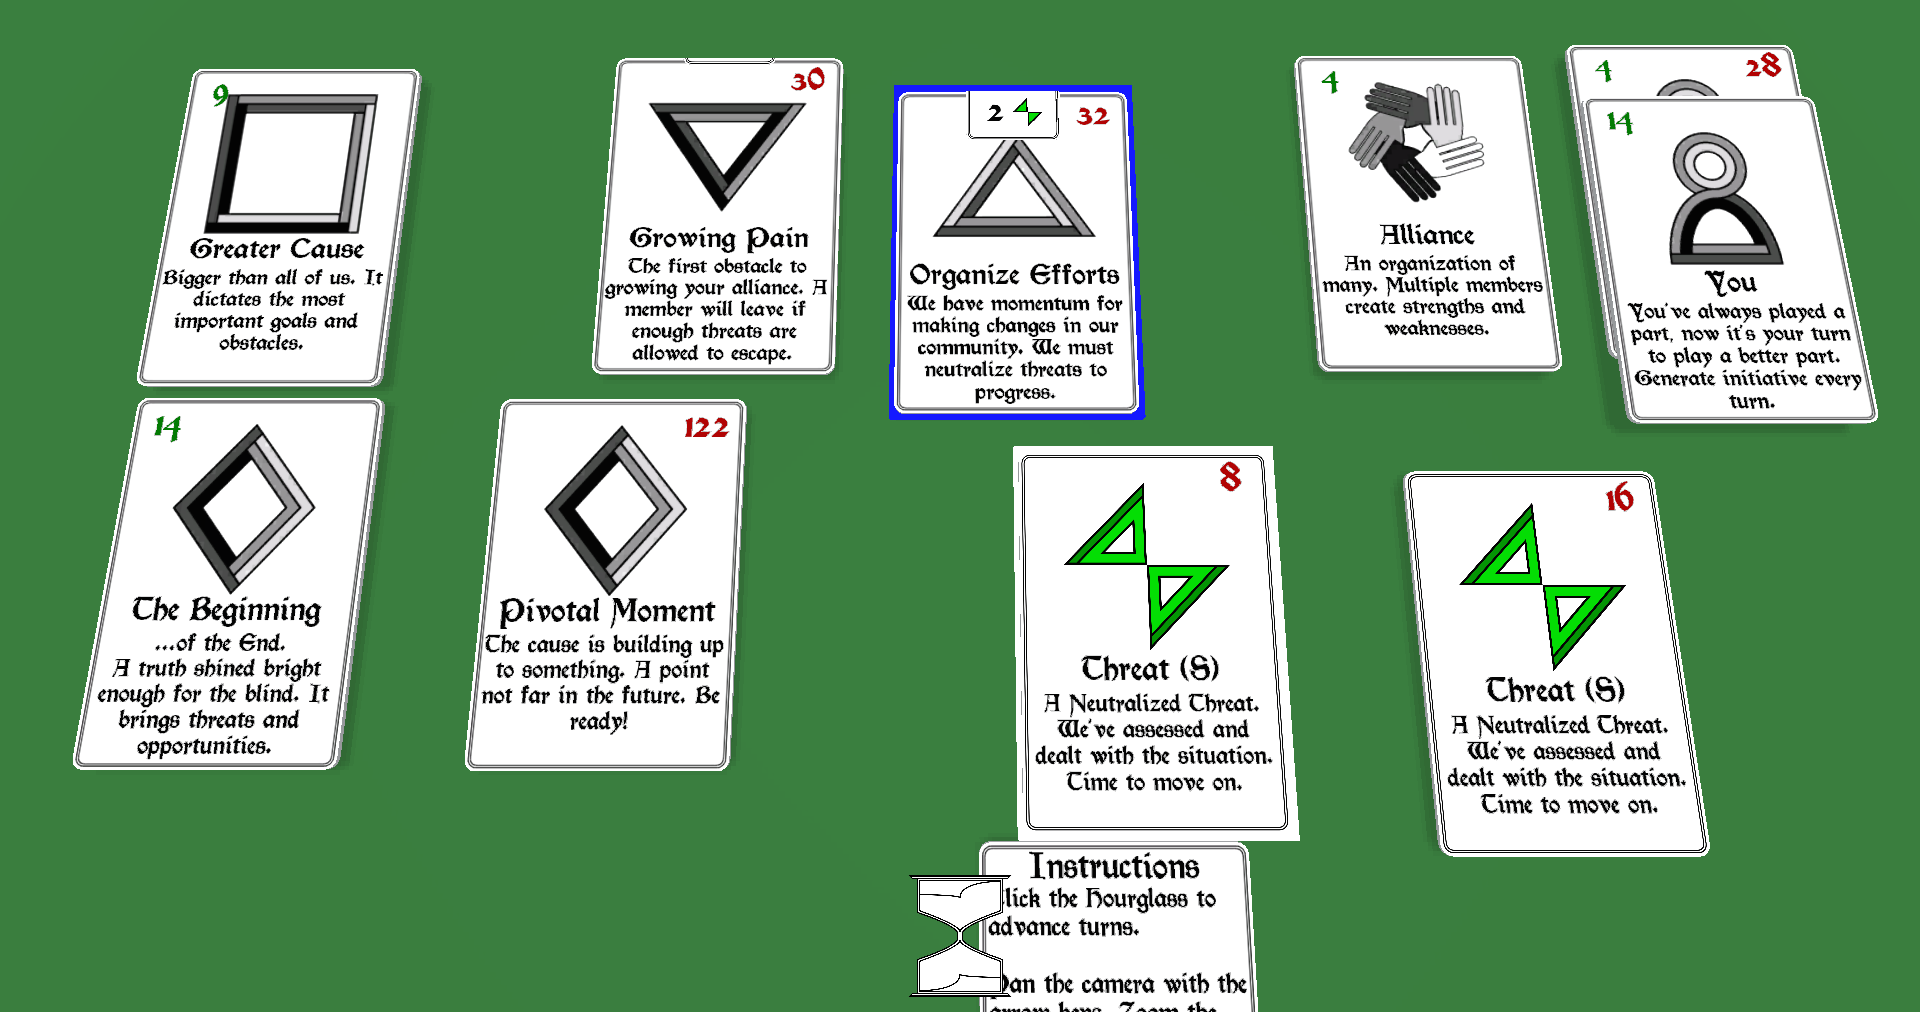 9
Greater Cause
Bigger than all of us. It
dictates the most
important goals and
obstacles.
30
Growing Pain
The first obstacle to
growing your alliance. A
member will leave if
enough threats are
allowed to escape.
2
32
Organize Efforts
We have momentum for
making changes in our
community. We must
neutralize threats to
progress.
4
Alliance
An organization of
many. Multiple members
create strengths and
weaknesses.
4
28
14
You
You've always played a
part, now it's your turn
to play a better part.
Generate initiative every
turn.
14
The Beginning
...of the End.
A truth shined bright
enough for the blind. It
brings threats and
opportunities.
122
Pivotal Moment
The cause is building up
to something. A point
not far in the future. Be
ready!
8
Threat (S)
A Neutralized Threat.
We've assessed and
dealt with the situation.
Time to move on.
16
Threat (S)
A Neutralized Threat.
We've assessed and
dealt with the situation.
Time to move on.
Instructions
lick the Hourglass to
advance turns.
Pan the camera with the
arrow keys. Zoom the